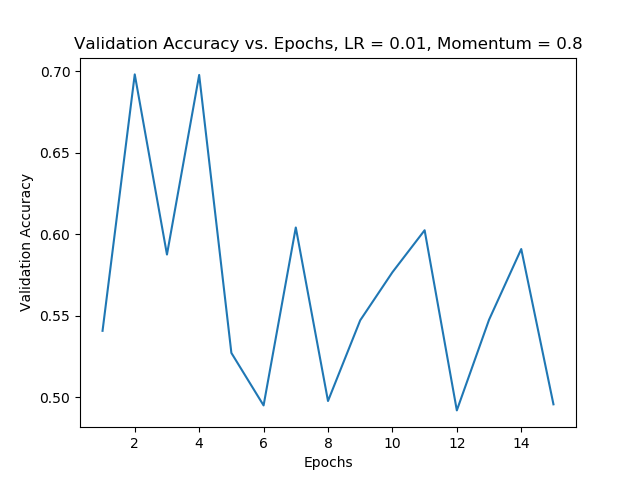 Validation Accuracy vs. Epochs, LR = 0.01, Momentum = 0.8
0.70
0.65
0.60
0.55
0.50
Validation Accuracy
2 4 6 8 10 12 14
Epochs